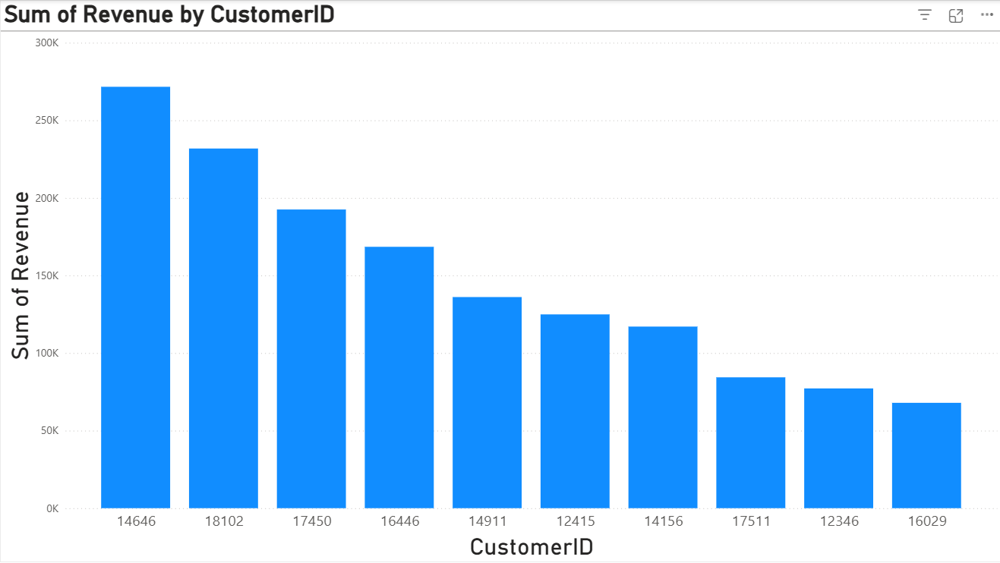 Sum of Revenue by CustomerID
300K
250K
200K
150K
100K
50K
0K
Sum of Revenue
14646 18102 17450 16446 14911 12415 14156 17511 12346 16029
CustomerID